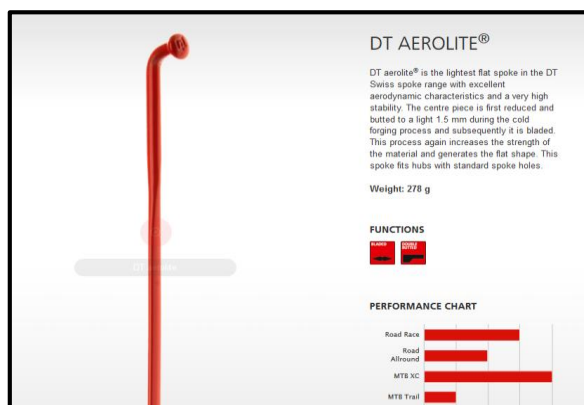 DT AEROLITE®
DT aerolite® is the lightest flat spoke in the DT
Swiss spoke range with excellent
aerodynamic characteristics and a very high
stability. The centre piece is first reduced and
butted to a light 1.5 mm during the cold
forging process and subsequently it is bladed.
This process again increases the strength of
the material and generates the flat shape. This
spoke fits hubs with standard spoke holes.
Weight: 278 g
FUNCTIONS
BLADED
DOUBLE
BUTTED
PERFORMANCE CHART
Road Race
Road
Allround
MTB XC
MTB Trail